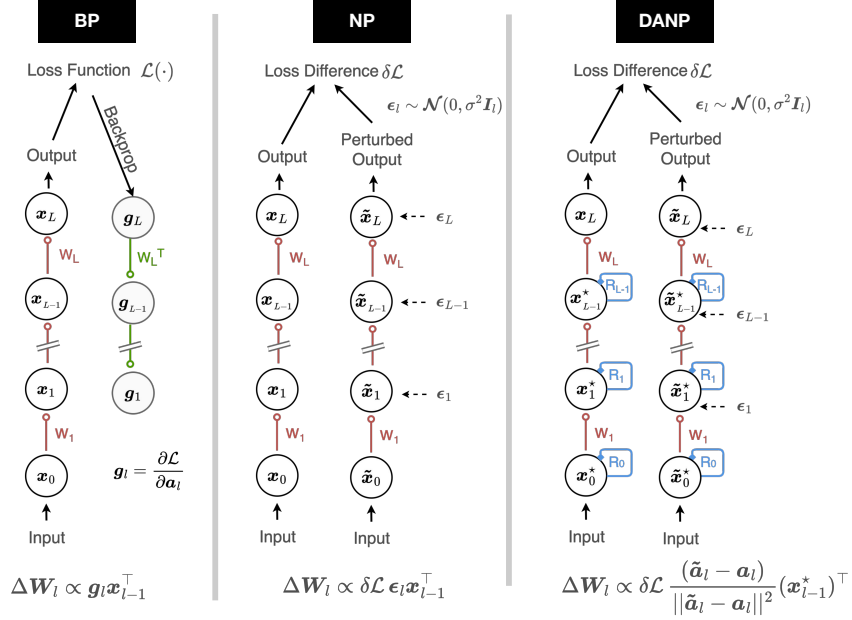 BP
Loss Function 𝓛(·)
Backprop
Output
x_L
g_L
W_L
W_L^T
x_{L-1}
g_{L-1}
x_1
g_1
W_1
x_0
g_l = ∂𝓛/∂a_l
Input
ΔW_l ∝ g_l x_{l-1}^⊤
NP
Loss Difference δ𝓛
ϵ_l ∼ 𝒩(0, σ²I_l)
Output
Perturbed
Output
x_L
x̃_L
ϵ_L
W_L
W_L
x_{L-1}
x̃_{L-1}
ϵ_{L-1}
x_1
x̃_1
ϵ_1
W_1
W_1
x_0
x̃_0
Input
Input
ΔW_l ∝ δ𝓛 ϵ_l x_{l-1}^⊤
DANP
Loss Difference δ𝓛
ϵ_l ∼ 𝒩(0, σ²I_l)
Output
Perturbed
Output
x_L
x̃_L
ϵ_L
W_L
W_L
R_{L-1}
R_{L-1}
x^⋆_{L-1}
x̃^⋆_{L-1}
ϵ_{L-1}
R_1
R_1
x_1^⋆
x̃_1^⋆
ϵ_1
W_1
W_1
R_0
R_0
x_0^⋆
x̃_0^⋆
Input
Input
ΔW_l ∝ δ𝓛 (ã_l − a_l)/||ã_l − a_l||² (x^⋆_{l-1})^⊤